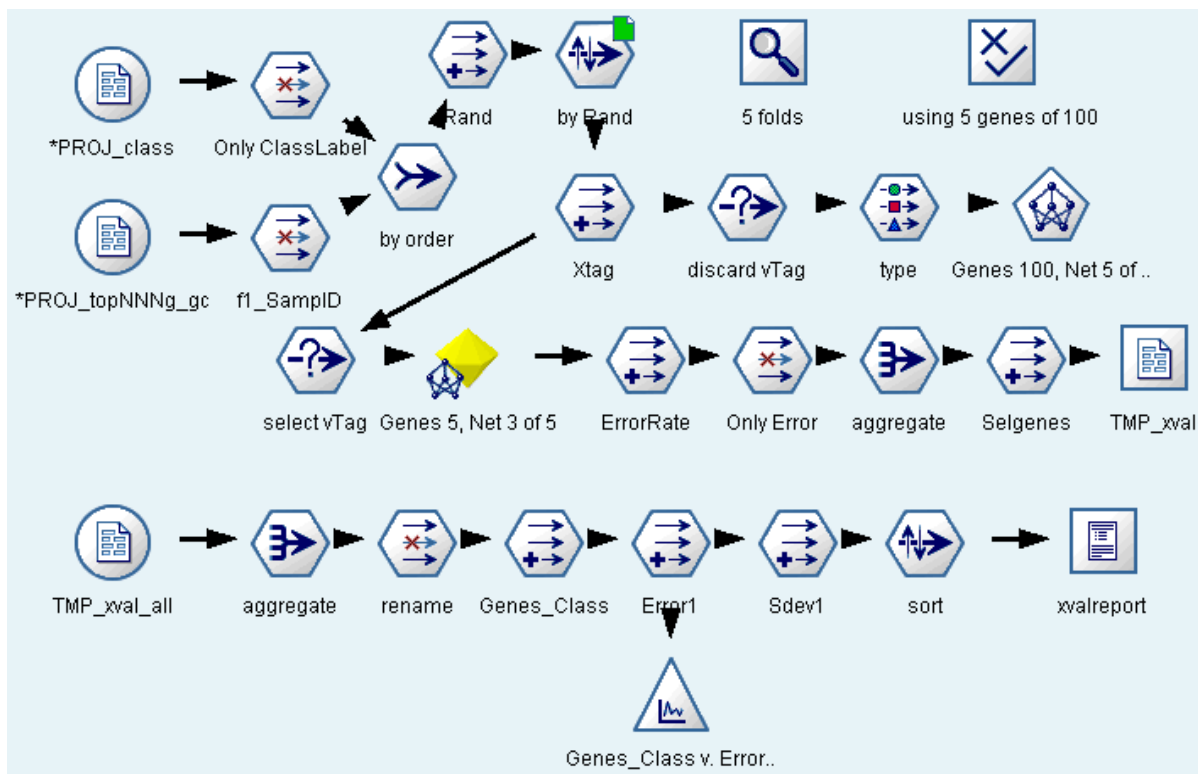 Rand
by Rand
5 folds
using 5 genes of 100
*PROJ_class
Only ClassLabel
by order
*PROJ_topNNNg_gc
f1_SampID
Xtag
discard vTag
type
Genes 100, Net 5 of ..
select vTag
Genes 5, Net 3 of 5
ErrorRate
Only Error
aggregate
Selgenes
TMP_xval
TMP_xval_all
aggregate
rename
Genes_Class
Error1
Sdev1
sort
xvalreport
Genes_Class v. Error..